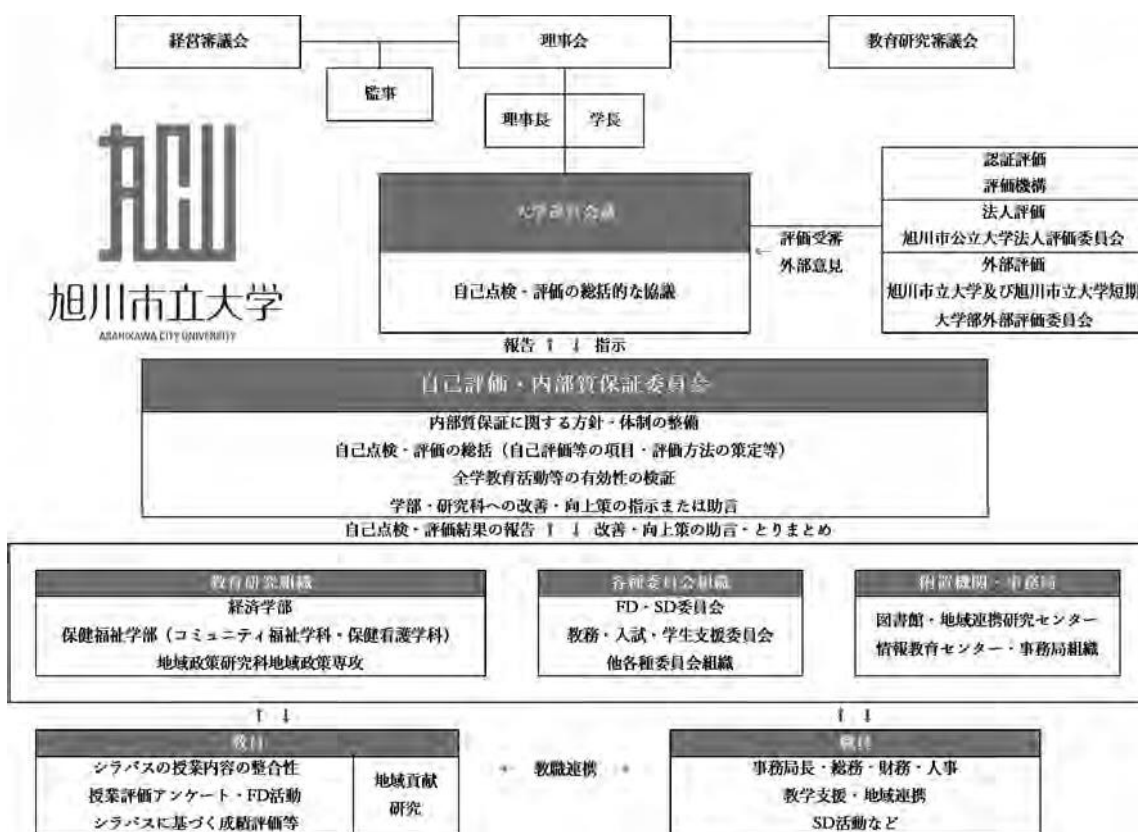 経営審議会
理事会
教育研究審議会
監事
理事長
学長
認証評価
評価機構
法人評価
旭川市公立大学法人評価委員会
外部評価
旭川市立大学及び旭川市立大学短期
大学部外部評価委員会
評価受審
←
外部意見
大学運営会議
自己点検・評価の総括的な協議
旭川市立大学
ASAHIKAWA CITY UNIVERSITY
報告 ↑ ↓ 指示
自己評価・内部質保証委員会
内部質保証に関する方針・体制の整備
自己点検・評価の総括（自己評価等の項目・評価方法の策定等）
全学教育活動等の有効性の検証
学部・研究科への改善・向上策の指示または助言
自己点検・評価結果の報告 ↑ ↓ 改善・向上策の助言・とりまとめ
教育研究組織
経済学部
保健福祉学部（コミュニティ福祉学科・保健看護学科）
地域政策研究科地域政策専攻
各種委員会組織
FD・SD委員会
教務・入試・学生支援委員会
他各種委員会組織
附置機関・事務局
図書館・地域連携研究センター
情報教育センター・事務局組織
↑ ↓
↑ ↓
教員
シラバスの授業内容の整合性
授業評価アンケート・FD活動
シラバスに基づく成績評価等
地域貢献
研究
← 教職連携 →
職員
事務局長・総務・財務・人事
教学支援・地域連携
SD活動など